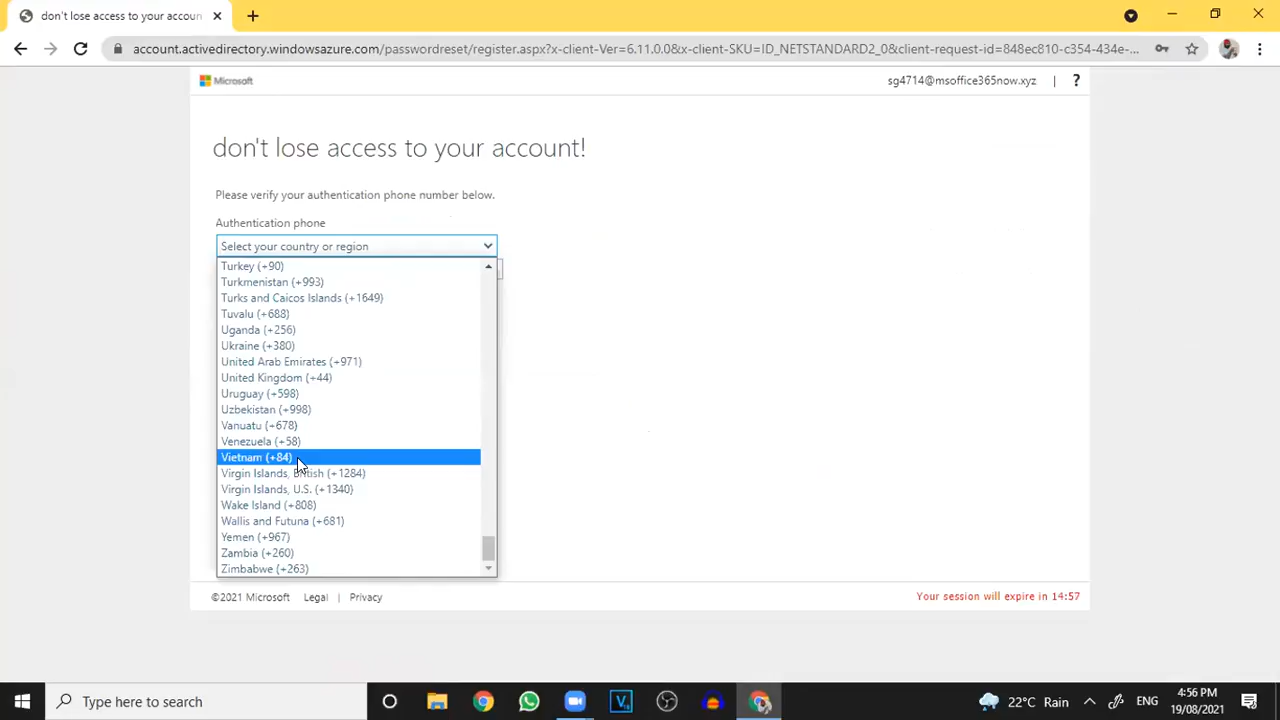 don't lose access to your accoun
account.activedirectory.windowsazure.com/passwordreset/register.aspx?x-client-Ver=6.11.0.0&x-client-SKU=ID_NETSTANDARD2_0&client-request-id=848ec810-c354-434e-...
Microsoft
sg4714@msoffice365now.xyz | ?
don't lose access to your account!
Please verify your authentication phone number below.
Authentication phone
Select your country or region
Turkey (+90)
Turkmenistan (+993)
Turks and Caicos Islands (+1649)
Tuvalu (+688)
Uganda (+256)
Ukraine (+380)
United Arab Emirates (+971)
United Kingdom (+44)
Uruguay (+598)
Uzbekistan (+998)
Vanuatu (+678)
Venezuela (+58)
Vietnam (+84)
Virgin Islands, British (+1284)
Virgin Islands, U.S. (+1340)
Wake Island (+808)
Wallis and Futuna (+681)
Yemen (+967)
Zambia (+260)
Zimbabwe (+263)
©2021 Microsoft Legal | Privacy
Your session will expire in 14:57
Type here to search
22°C Rain
ENG
4:56 PM
19/08/2021